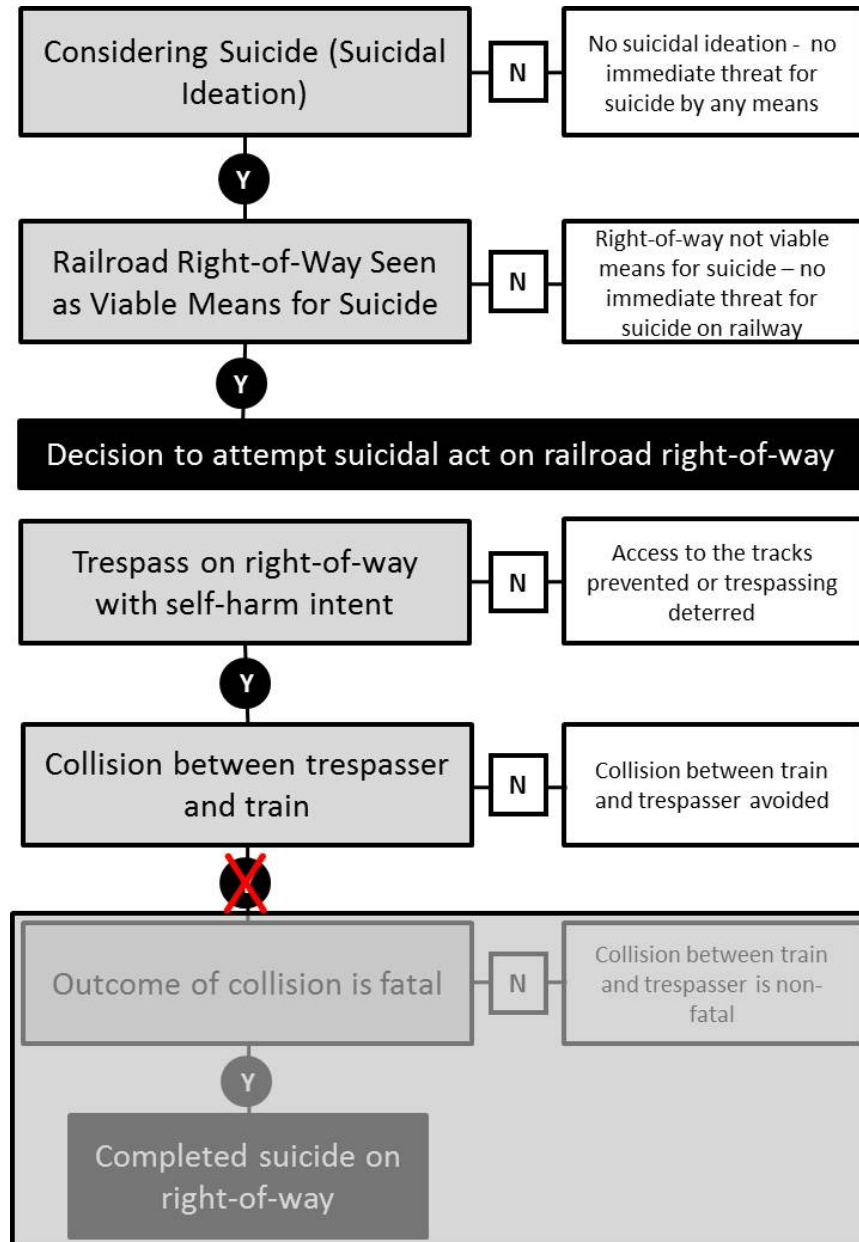 Considering Suicide (Suicidal
Ideation)
N
No suicidal ideation - no
immediate threat for
suicide by any means
Y
Railroad Right-of-Way Seen
as Viable Means for Suicide
N
Right-of-way not viable
means for suicide – no
immediate threat for
suicide on railway
Y
Decision to attempt suicidal act on railroad right-of-way
Trespass on right-of-way
with self-harm intent
N
Access to the tracks
prevented or trespassing
deterred
Y
Collision between trespasser
and train
N
Collision between train
and trespasser avoided
Outcome of collision is fatal
N
Collision between train
and trespasser is non-
fatal
Y
Completed suicide on
right-of-way